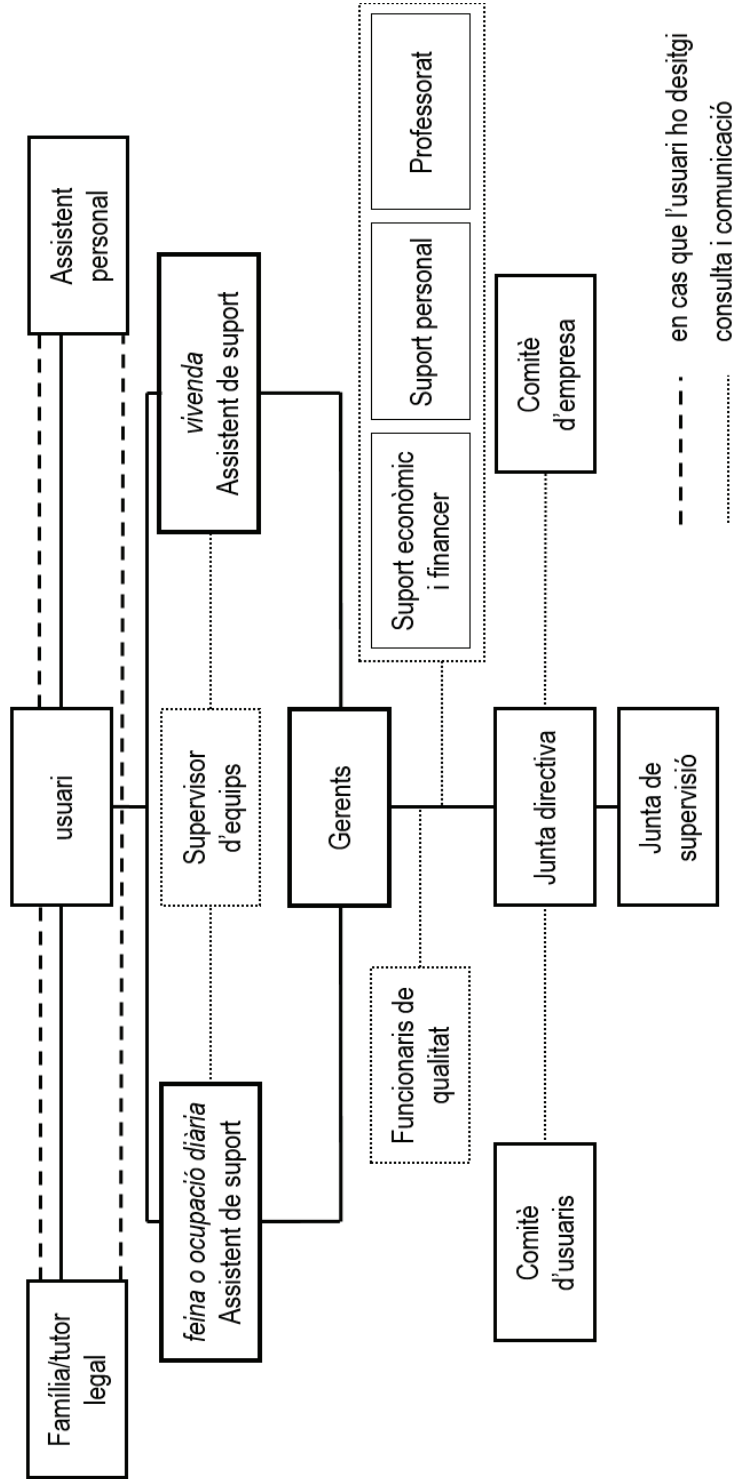 Família/tutor
legal
usuari
Assistent
personal
feina o ocupació diària
Assistent de suport
Supervisor
d'equips
vivenda
Assistent de suport
Gerents
Funcionaris de
qualitat
Suport econòmic
i financer
Suport personal
Professorat
Comitè
d'usuaris
Junta directiva
Comitè
d'empresa
Junta de
supervisió
en cas que l'usuari ho desitgi
consulta i comunicació